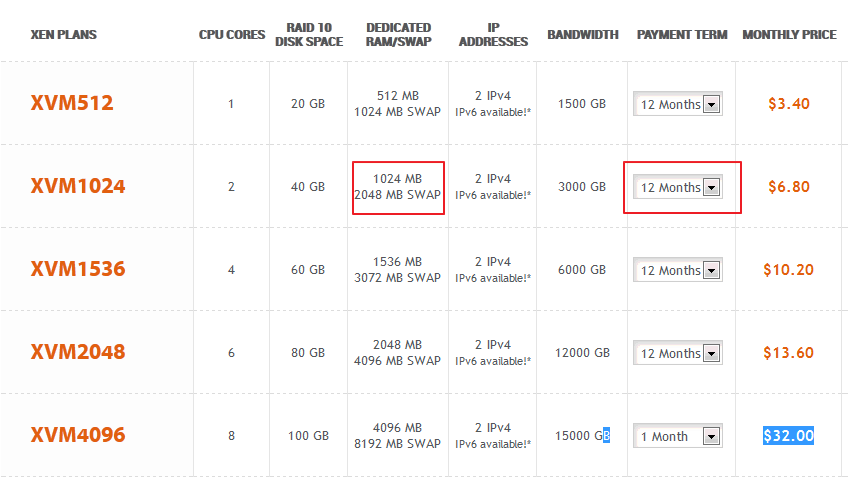 XEN PLANS CPU CORES RAID 10 DISK SPACE DEDICATED RAM/SWAP IP ADDRESSES BANDWIDTH PAYMENT TERM MONTHLY PRICE
XVM512 1 20 GB 512 MB 1024 MB SWAP 2 IPv4 IPv6 available!* 1500 GB 12 Months $3.40
XVM1024 2 40 GB 1024 MB 2048 MB SWAP 2 IPv4 IPv6 available!* 3000 GB 12 Months $6.80
XVM1536 4 60 GB 1536 MB 3072 MB SWAP 2 IPv4 IPv6 available!* 6000 GB 12 Months $10.20
XVM2048 6 80 GB 2048 MB 4096 MB SWAP 2 IPv4 IPv6 available!* 12000 GB 12 Months $13.60
XVM4096 8 100 GB 4096 MB 8192 MB SWAP 2 IPv4 IPv6 available!* 15000 GB 1 Month $32.00